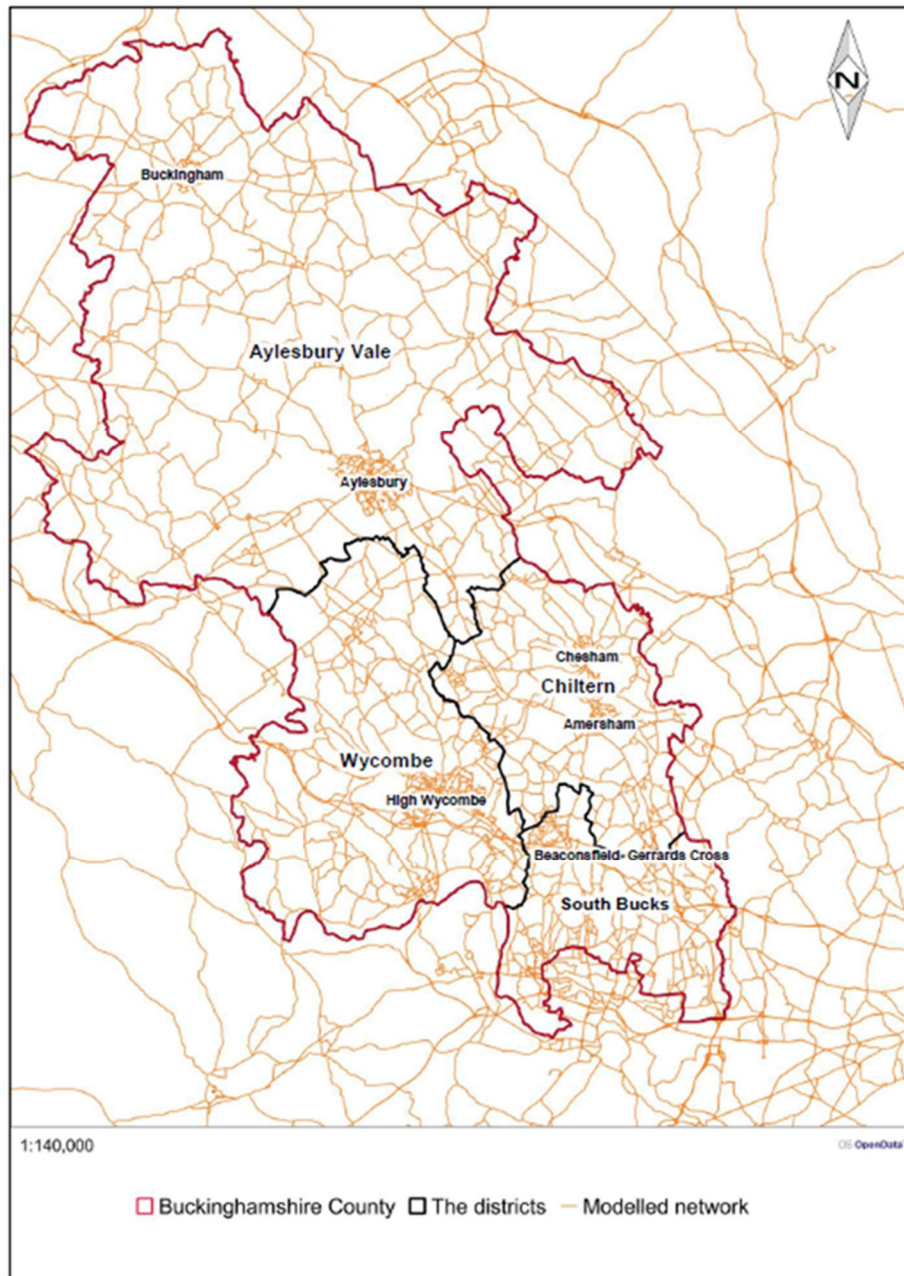 N
Buckingham
Aylesbury Vale
Aylesbury
Chesham
Chiltern
Amersham
Wycombe
High Wycombe
Beaconsfield- Gerrards Cross
South Bucks
1:140,000
OS OpenData
Buckinghamshire County The districts Modelled network